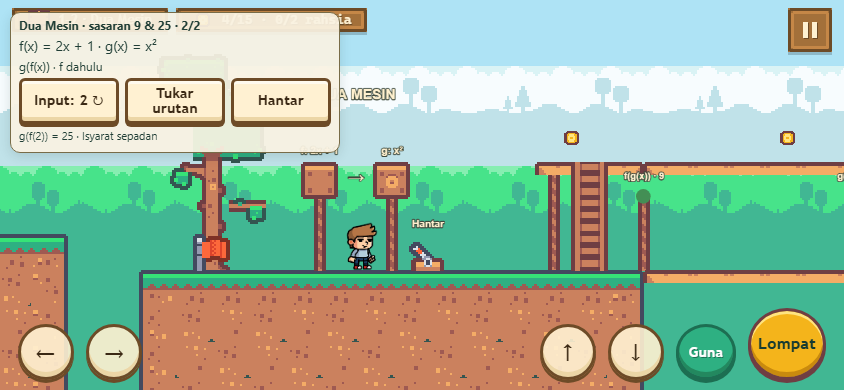 Dua Mesin · sasaran 9 & 25 · 2/2
f(x) = 2x + 1 · g(x) = x²
g(f(x)) · f dahulu
Input: 2 ↻
Tukar urutan
Hantar
g(f(2)) = 25 · Isyarat sepadan
MESIN
→
g: x²
Hantar
f(g(x)) · 9
←
→
↑
↓
Guna
Lompat